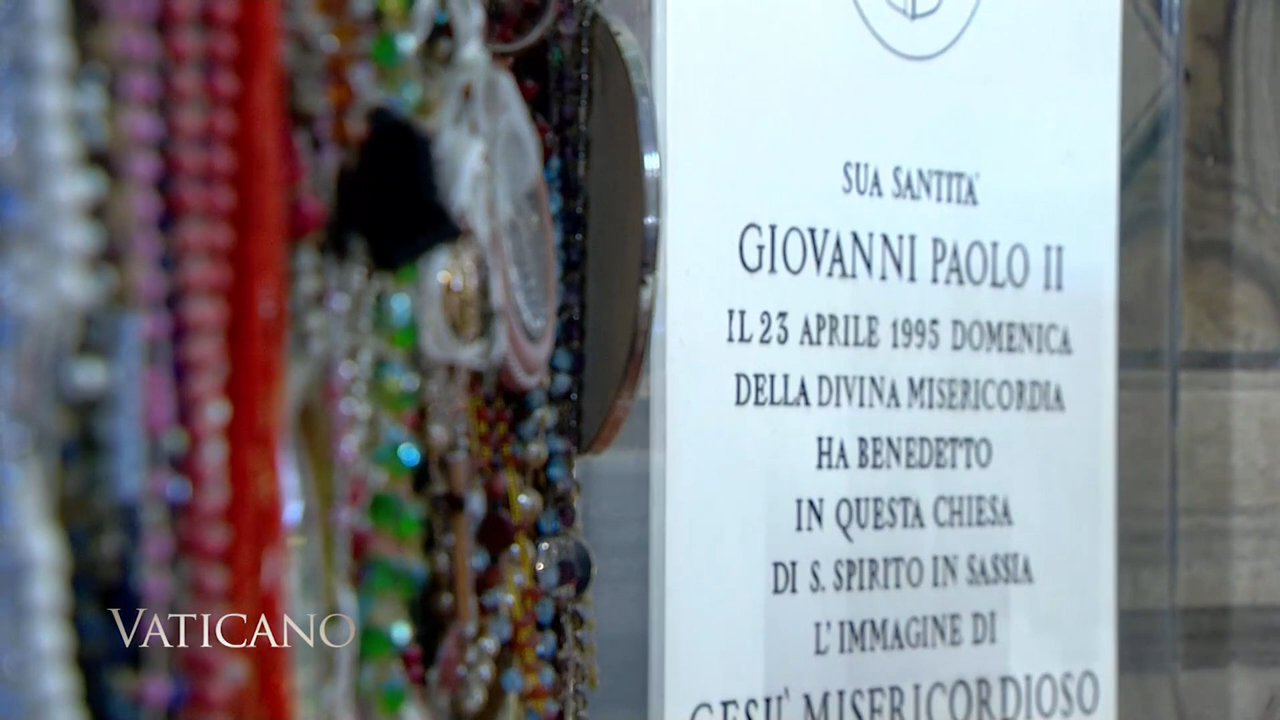 SUA SANTITA'
GIOVANNI PAOLO II
IL 23 APRILE 1995 DOMENICA
DELLA DIVINA MISERICORDIA
HA BENEDETTO
IN QUESTA CHIESA
DI S. SPIRITO IN SASSIA
L' IMMAGINE DI
GESU' MISERICORDIOSO
VATICANO